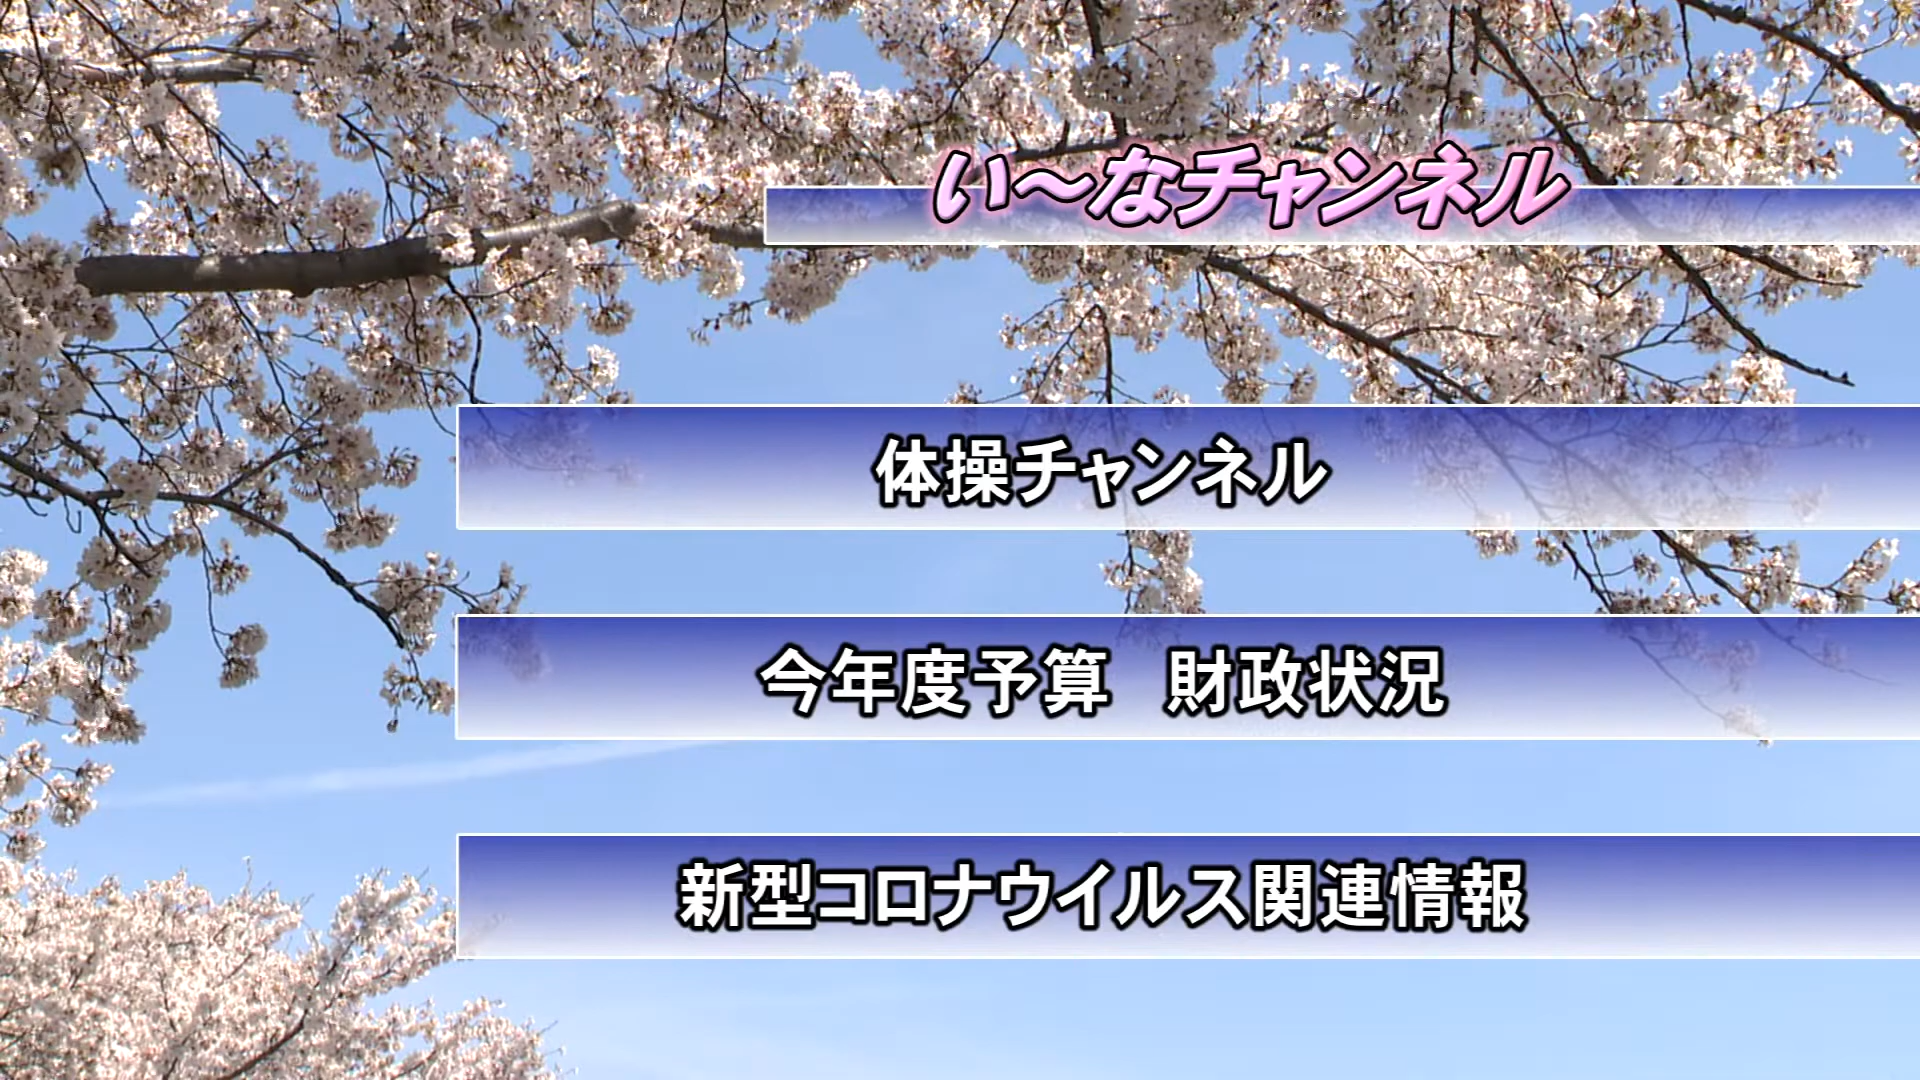 い～なチャンネル
体操チャンネル
今年度予算　財政状況
新型コロナウイルス関連情報